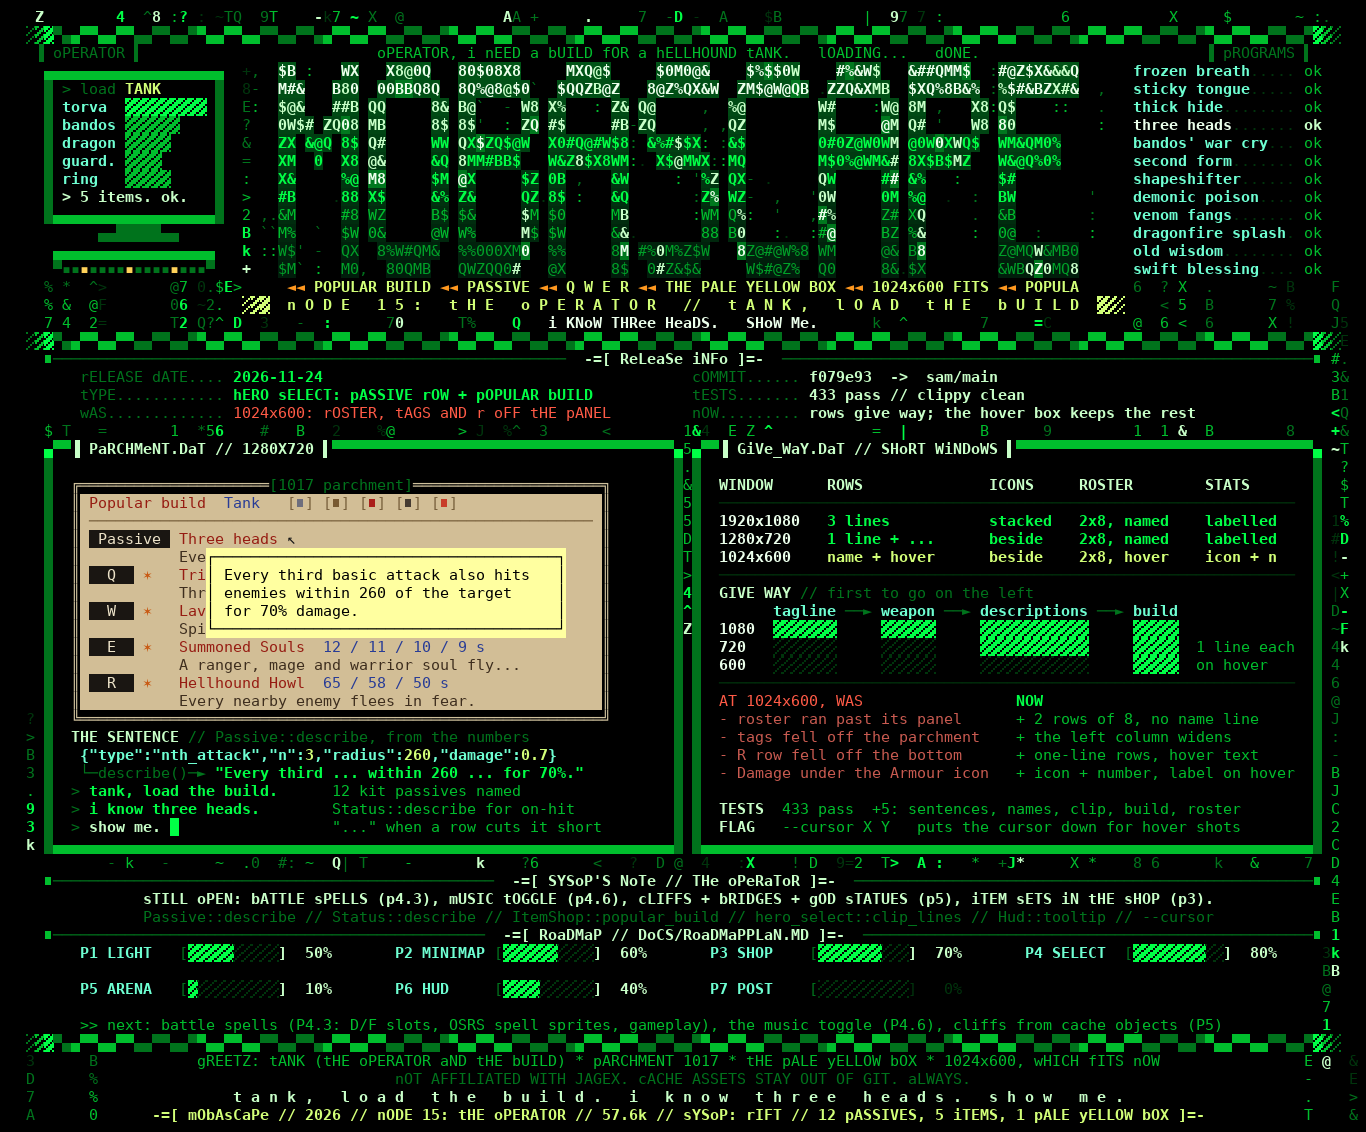 oPERATOR
oPERATOR, i nEED a bUILD fOR a hELLHOUND tANK.   lOADING...   dONE.
pROGRAMS
> load TANK
torva
bandos
dragon
guard.
ring
> 5 items. ok.
frozen breath..... ok
sticky tongue..... ok
thick hide........ ok
three heads....... ok
bandos' war cry... ok
second form....... ok
shapeshifter...... ok
demonic poison.... ok
venom fangs....... ok
dragonfire splash. ok
old wisdom........ ok
swift blessing.... ok
◄◄ POPULAR BUILD ◄◄ PASSIVE ◄◄ Q W E R ◄◄ THE PALE YELLOW BOX ◄◄ 1024x600 FITS ◄◄ POPULA
n O D E   1 5 :   t H E   o P E R A T O R   //   t A N K ,   l O A D   t H E   b U I L D
i KNoW THRee HeaDS.   SHoW Me.
-=[ ReLeaSe iNFo ]=-
rELEASE dATE.... 2026-11-24
cOMMIT...... f079e93  ->  sam/main
tYPE............ hERO sELECT: pASSIVE rOW + pOPULAR bUILD
tESTS....... 433 pass // clippy clean
wAS............. 1024x600: rOSTER, tAGS aND r oFF tHE pANEL
nOW......... rows give way; the hover box keeps the rest
PaRCHMeNT.DaT // 1280X720
[1017 parchment]
Popular build  Tank   [■] [■] [■] [■] [■]
Passive  Three heads ↖
Eve
Every third basic attack also hits
enemies within 260 of the target
for 70% damage.
Q  ✶  Tri
Thr
W  ✶  Lav
Spi
E  ✶  Summoned Souls  12 / 11 / 10 / 9 s
A ranger, mage and warrior soul fly...
R  ✶  Hellhound Howl  65 / 58 / 50 s
Every nearby enemy flees in fear.
THE SENTENCE // Passive::describe, from the numbers
{"type":"nth_attack","n":3,"radius":260,"damage":0.7}
└─describe()─► "Every third ... within 260 ... for 70%."
> tank, load the build.      12 kit passives named
> i know three heads.        Status::describe for on-hit
> show me.                   "..." when a row cuts it short
GiVe_WaY.DaT // SHoRT WiNDoWS
WINDOW      ROWS              ICONS     ROSTER        STATS
1920x1080   3 lines           stacked   2x8, named    labelled
1280x720    1 line + ...      beside    2x8, named    labelled
1024x600    name + hover      beside    2x8, hover    icon + n
GIVE WAY // first to go on the left
tagline ──► weapon ──► descriptions ──► build
1080
720   1 line each
600   on hover
AT 1024x600, WAS                 NOW
- roster ran past its panel      + 2 rows of 8, no name line
- tags fell off the parchment    + the left column widens
- R row fell off the bottom      + one-line rows, hover text
- Damage under the Armour icon   + icon + number, label on hover
TESTS  433 pass  +5: sentences, names, clip, build, roster
FLAG   --cursor X Y   puts the cursor down for hover shots
-=[ SYSoP'S NoTe // THe oPeRaToR ]=-
sTILL oPEN: bATTLE sPELLS (p4.3), mUSIC tOGGLE (p4.6), cLIFFS + bRIDGES + gOD sTATUES (p5), iTEM sETS iN tHE sHOP (p3).
Passive::describe // Status::describe // ItemShop::popular_build // hero_select::clip_lines // Hud::tooltip // --cursor
-=[ RoaDMaP // DoCS/RoaDMaPPLaN.MD ]=-
P1 LIGHT   [          ]  50%
P2 MINIMAP [          ]  60%
P3 SHOP    [          ]  70%
P4 SELECT  [          ]  80%
P5 ARENA   [          ]  10%
P6 HUD     [          ]  40%
P7 POST    [          ]   0%
>> next: battle spells (P4.3: D/F slots, OSRS spell sprites, gameplay), the music toggle (P4.6), cliffs from cache objects (P5)
gREETZ: tANK (tHE oPERATOR aND tHE bUILD) * pARCHMENT 1017 * tHE pALE yELLOW bOX * 1024x600, wHICH fITS nOW
nOT AFFILIATED WITH JAGEX. cACHE ASSETS STAY OUT OF GIT. aLWAYS.
t a n k ,   l o a d   t h e   b u i l d .   i   k n o w   t h r e e   h e a d s .   s h o w   m e .
-=[ mObAsCaPe // 2026 // nODE 15: tHE oPERATOR // 57.6k // sYSoP: rIFT // 12 pASSIVES, 5 iTEMS, 1 pALE yELLOW bOX ]=-